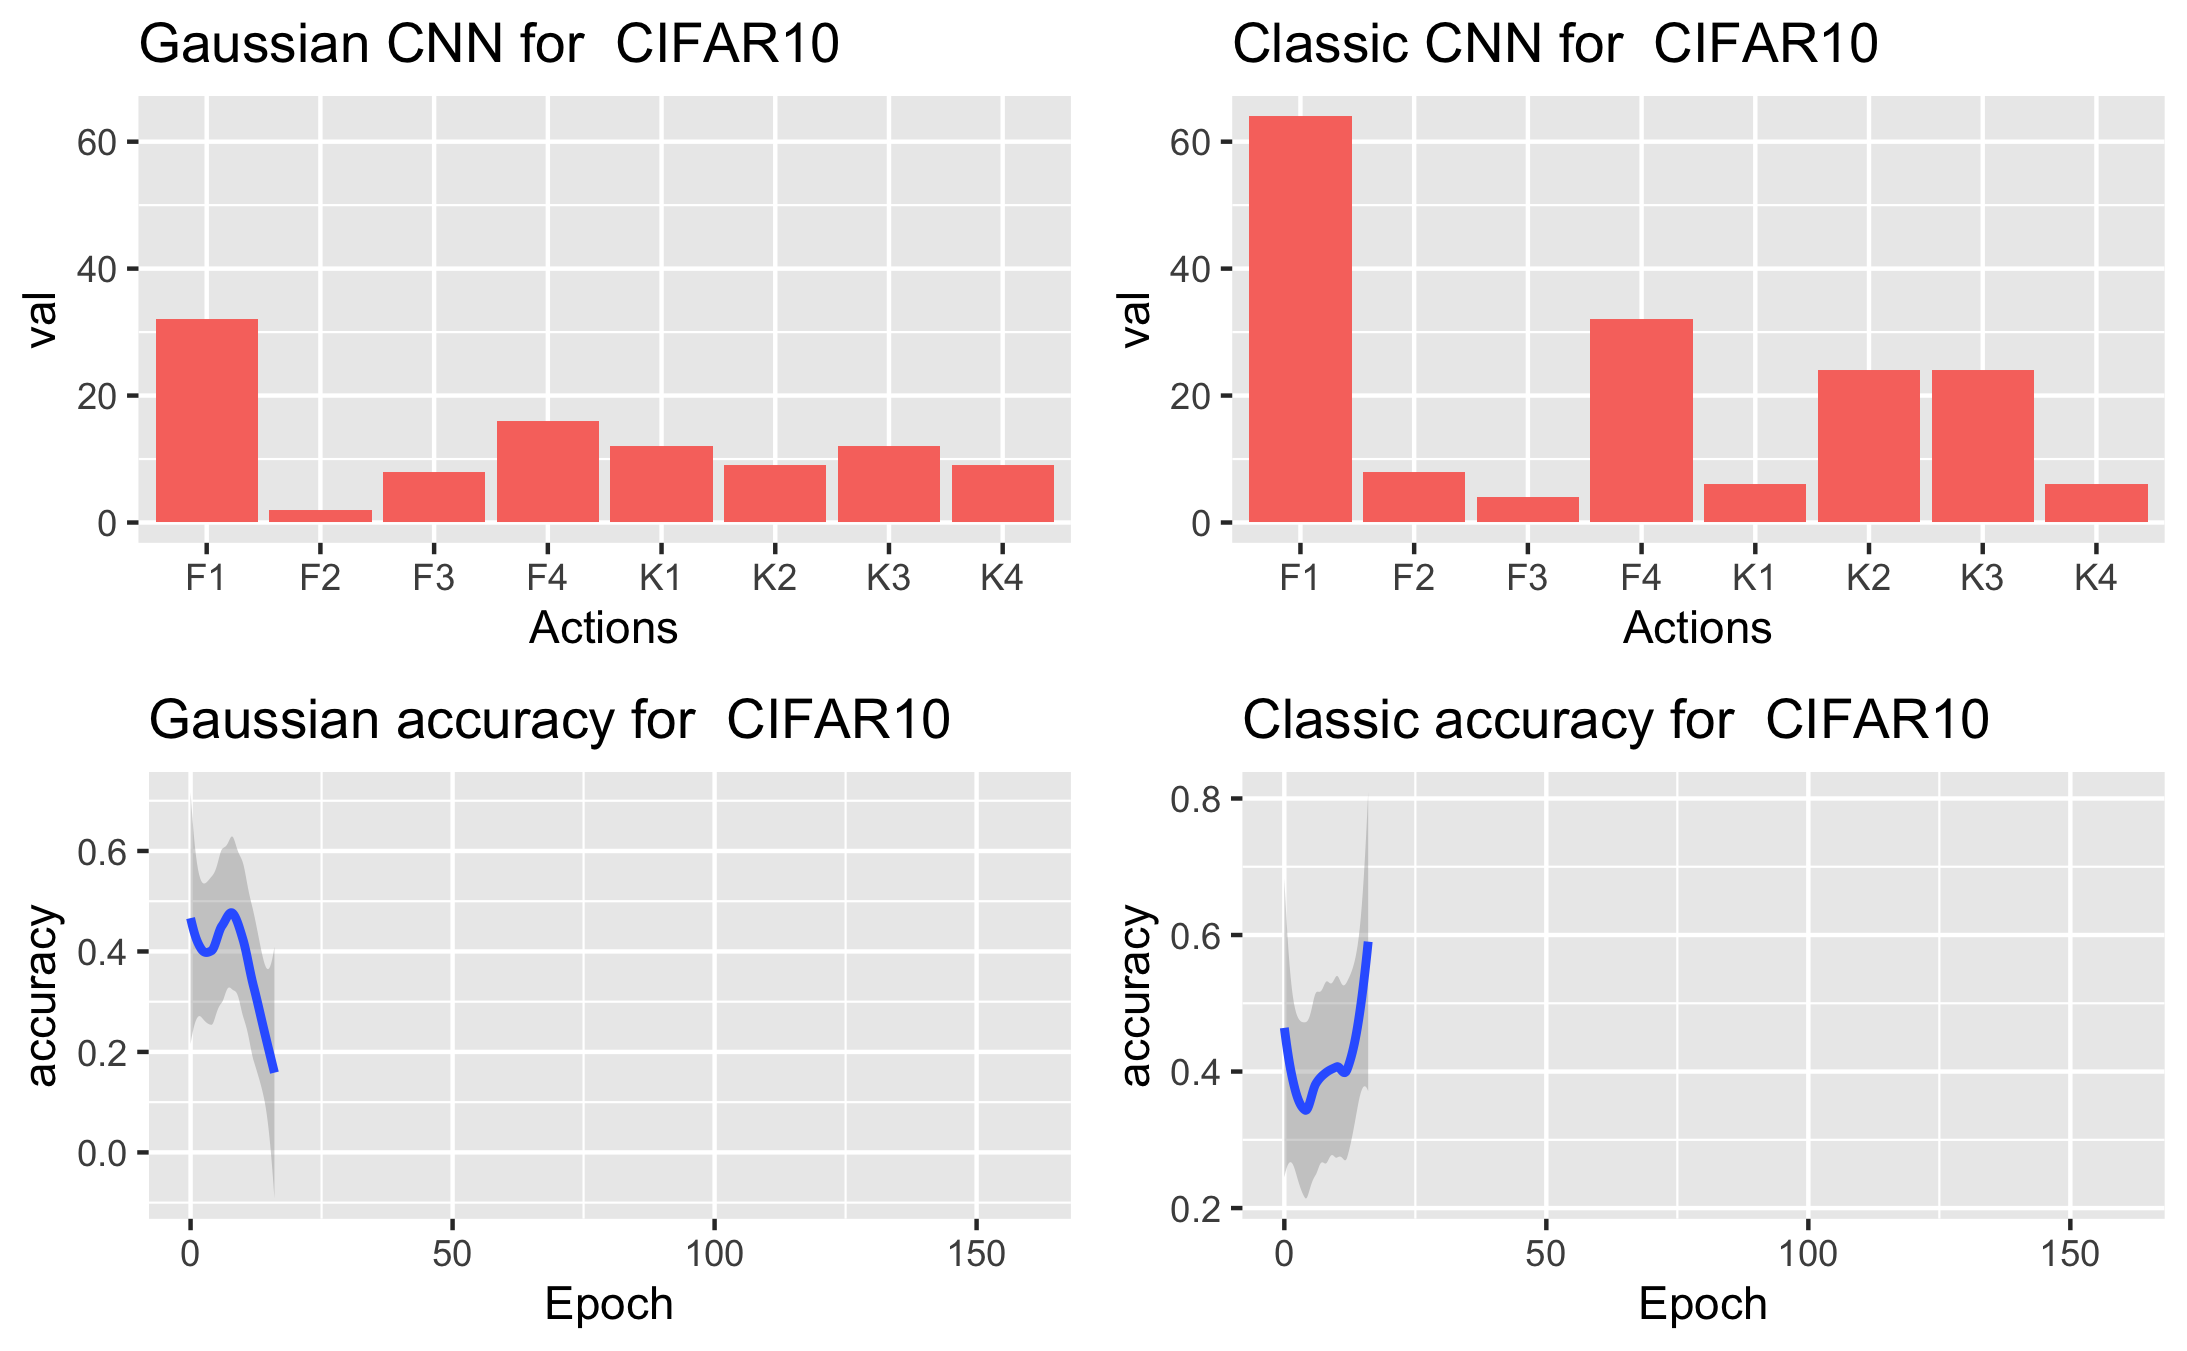 Gaussian CNN for  CIFAR10
val
60
40
20
0
F1 F2 F3 F4 K1 K2 K3 K4
Actions
Classic CNN for  CIFAR10
val
60
40
20
0
F1 F2 F3 F4 K1 K2 K3 K4
Actions
Gaussian accuracy for  CIFAR10
accuracy
0.6
0.4
0.2
0.0
0 50 100 150
Epoch
Classic accuracy for  CIFAR10
accuracy
0.8
0.6
0.4
0.2
0 50 100 150
Epoch